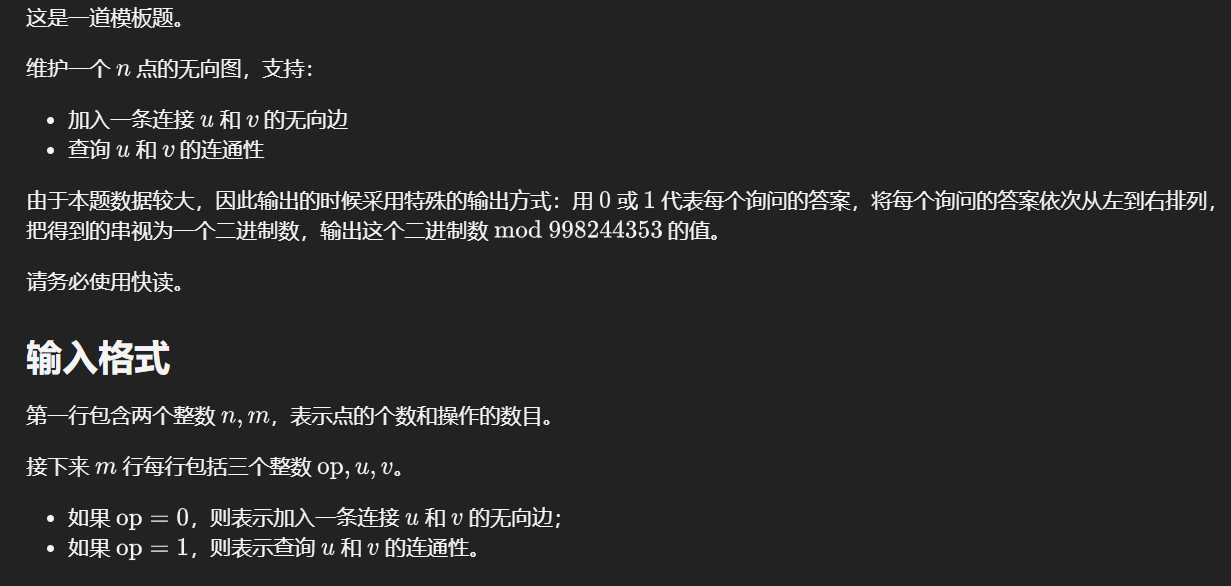 这是一道模板题。
维护一个 n 点的无向图，支持：
• 加入一条连接 u 和 v 的无向边
• 查询 u 和 v 的连通性
由于本题数据较大，因此输出的时候采用特殊的输出方式：用 0 或 1 代表每个询问的答案，将每个询问的答案依次从左到右排列，
把得到的串视为一个二进制数，输出这个二进制数 mod 998244353 的值。
请务必使用快读。
输入格式
第一行包含两个整数 n, m，表示点的个数和操作的数目。
接下来 m 行每行包括三个整数 op, u, v。
• 如果 op = 0，则表示加入一条连接 u 和 v 的无向边；
• 如果 op = 1，则表示查询 u 和 v 的连通性。